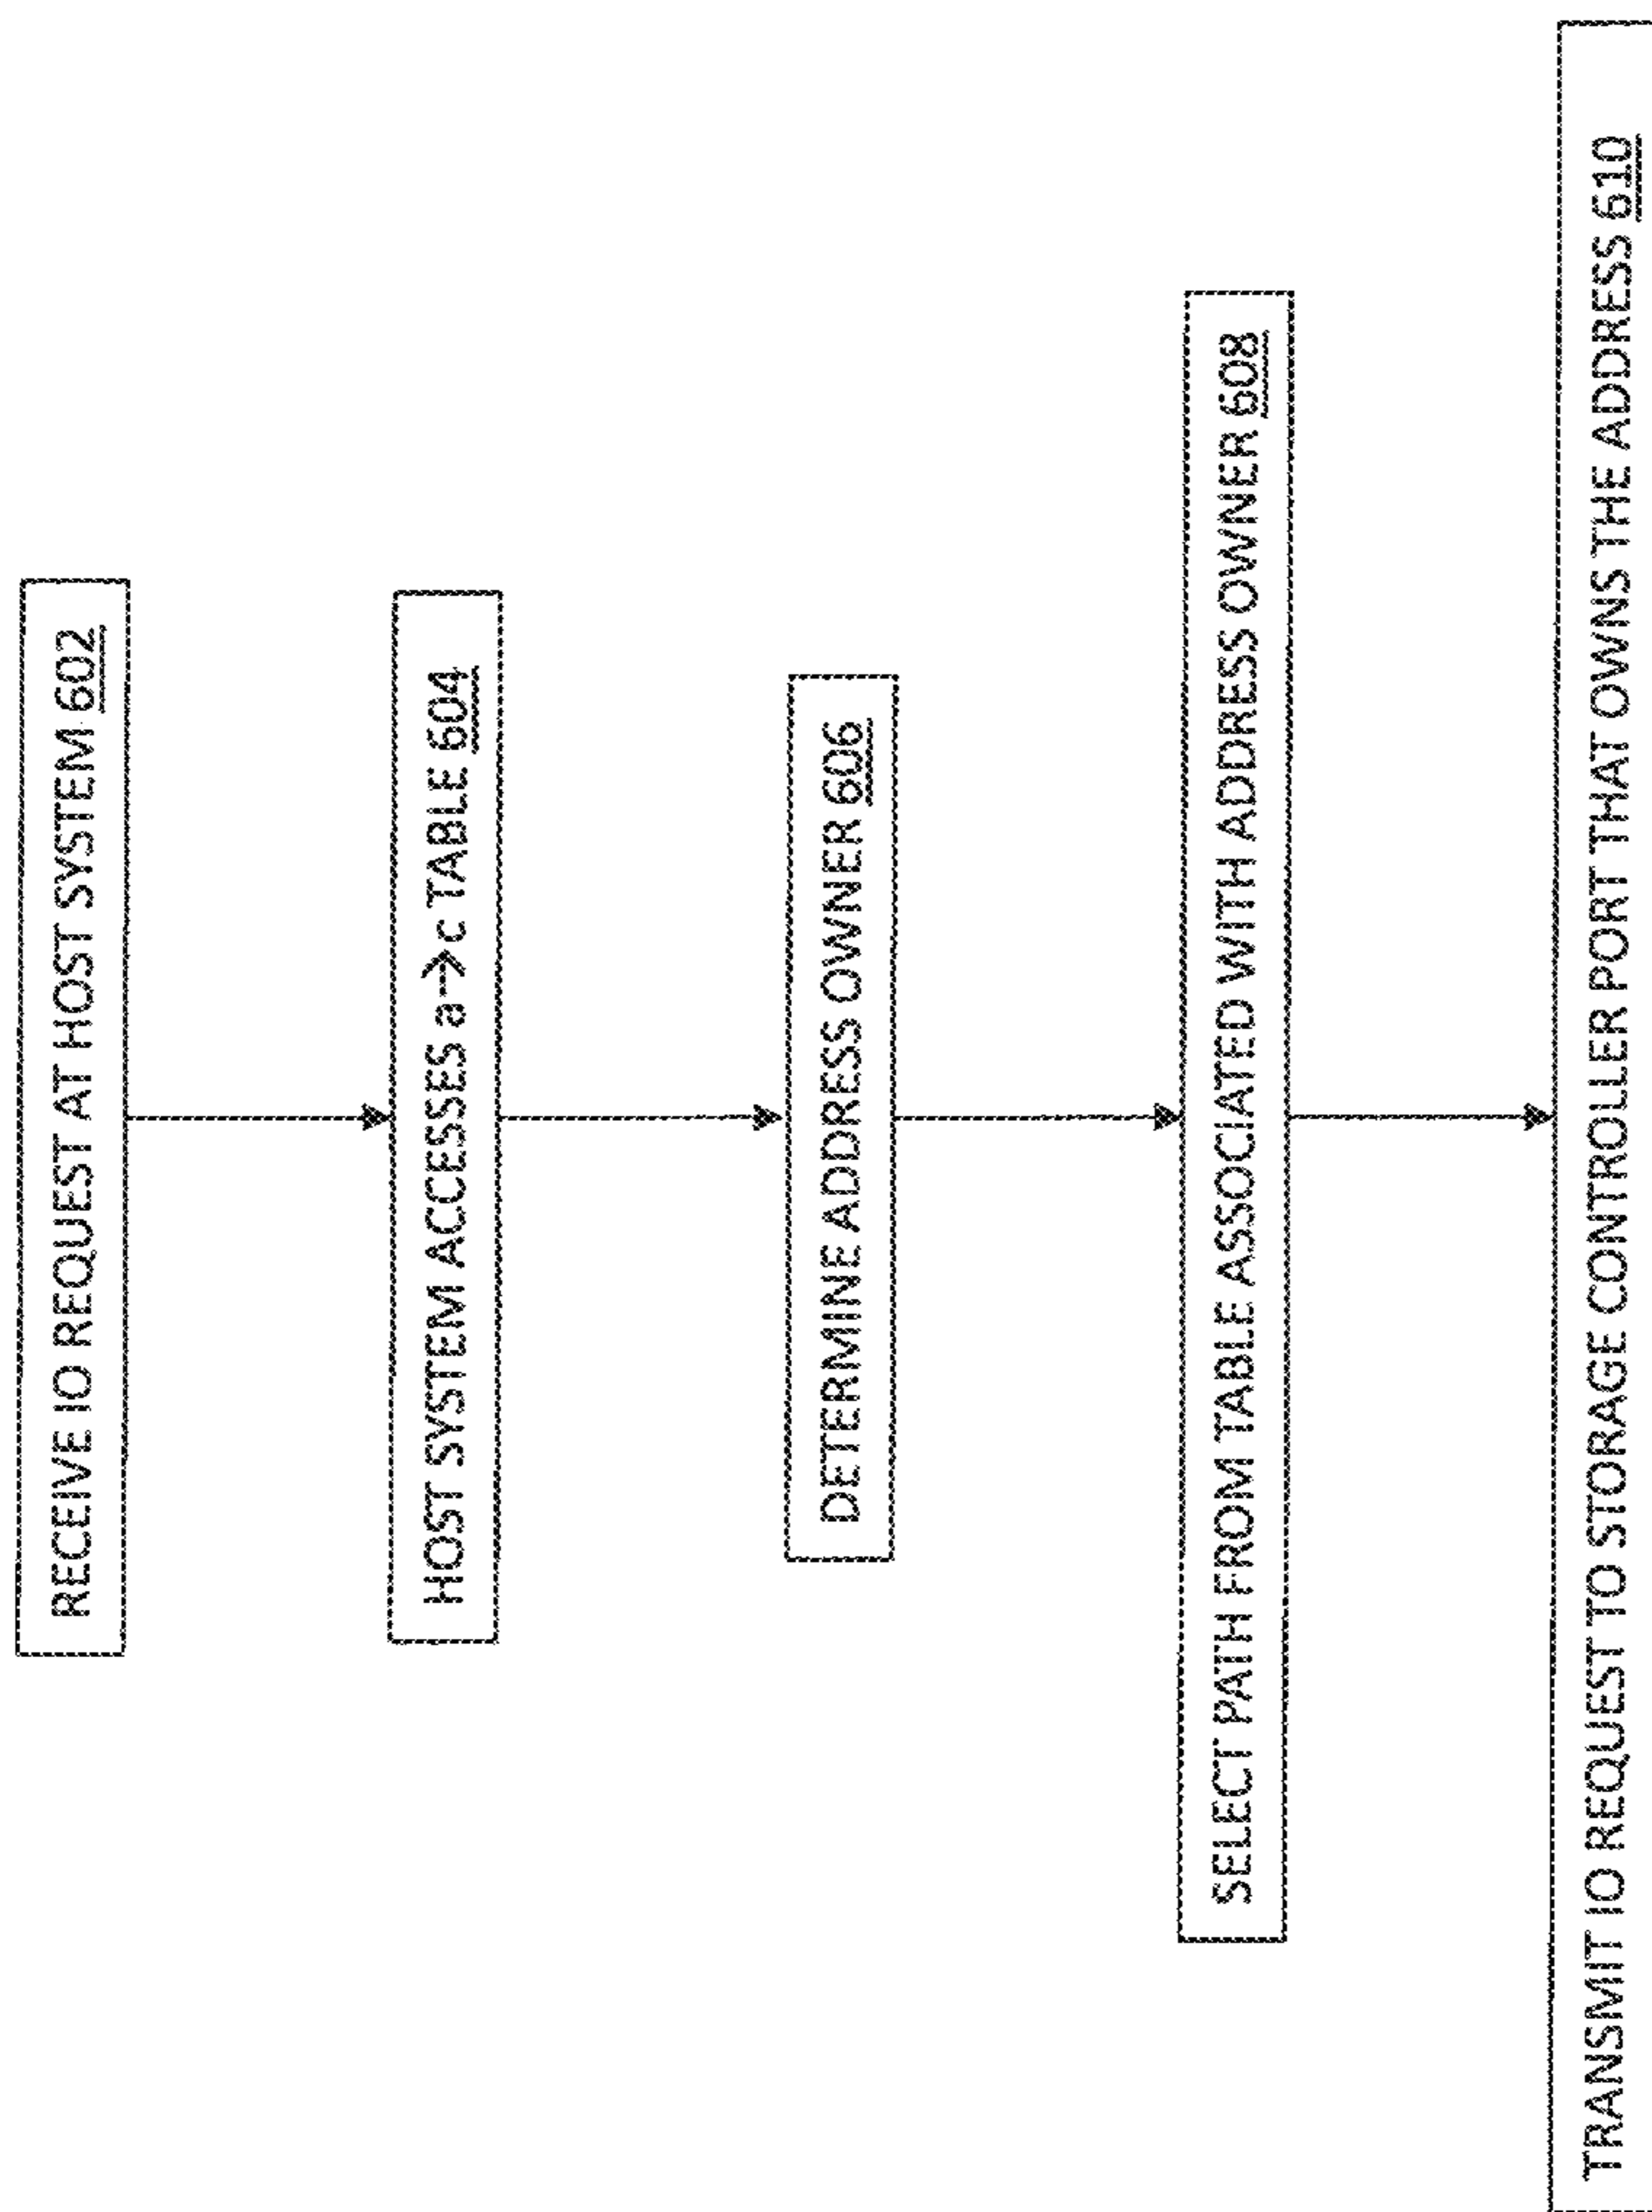 RECEIVE IO REQUEST AT HOST SYSTEM 602
HOST SYSTEM ACCESSES a→c TABLE 604
DETERMINE ADDRESS OWNER 606
SELECT PATH FROM TABLE ASSOCIATED WITH ADDRESS OWNER 608
TRANSMIT IO REQUEST TO STORAGE CONTROLLER PORT THAT OWNS THE ADDRESS 610